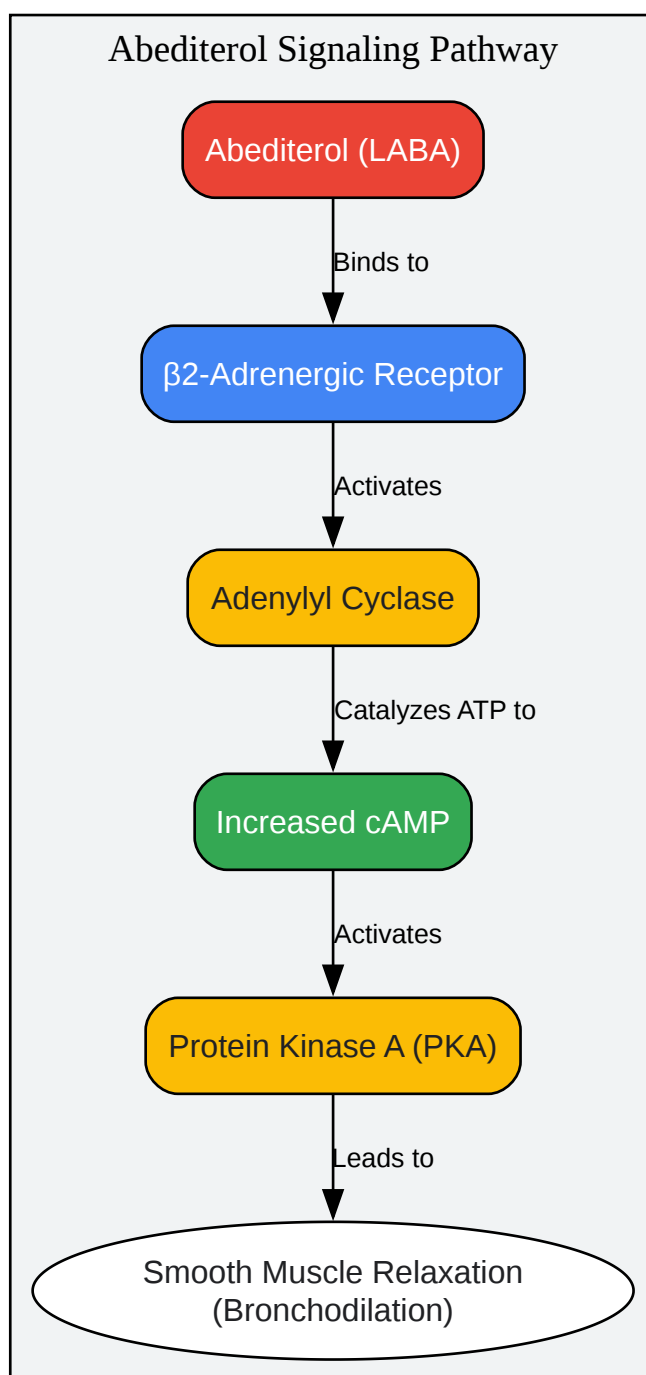 Abediterol Signaling Pathway
Abediterol (LABA)
Binds to
β2-Adrenergic Receptor
Activates
Adenylyl Cyclase
Catalyzes ATP to
Increased cAMP
Activates
Protein Kinase A (PKA)
Leads to
Smooth Muscle Relaxation
(Bronchodilation)